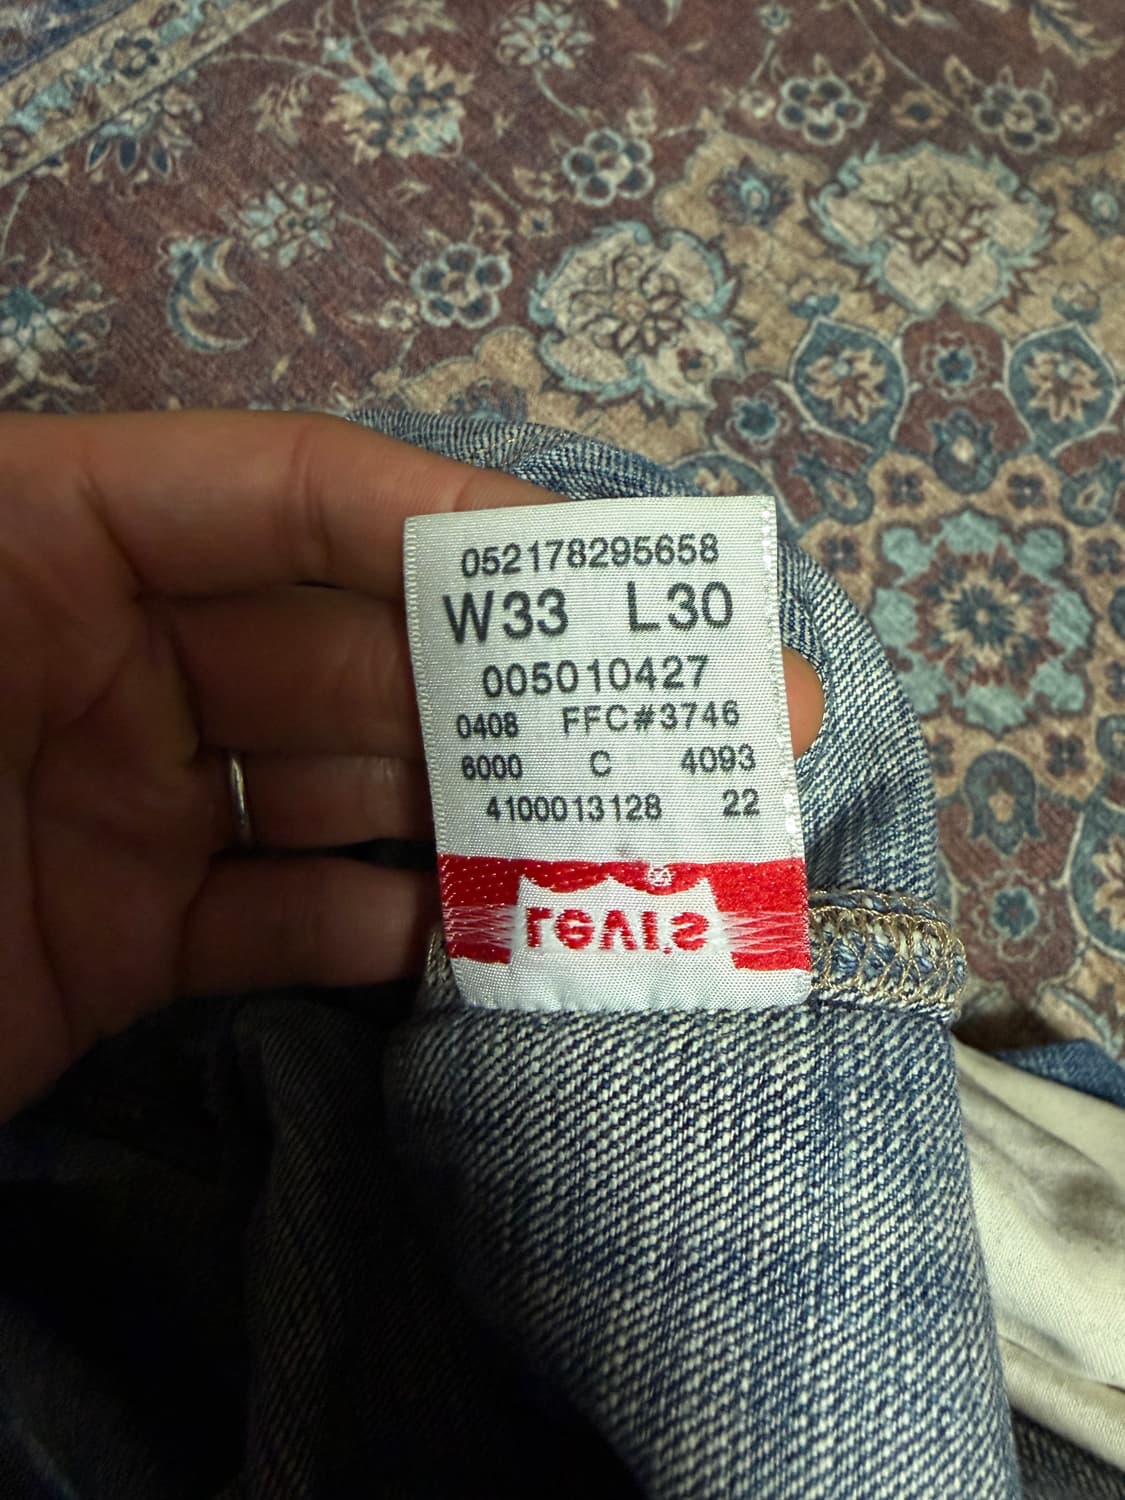 052178295658
W33 L30
005010427
0408 FFC#3746
6000 C 4093
4100013128 22
Levi's